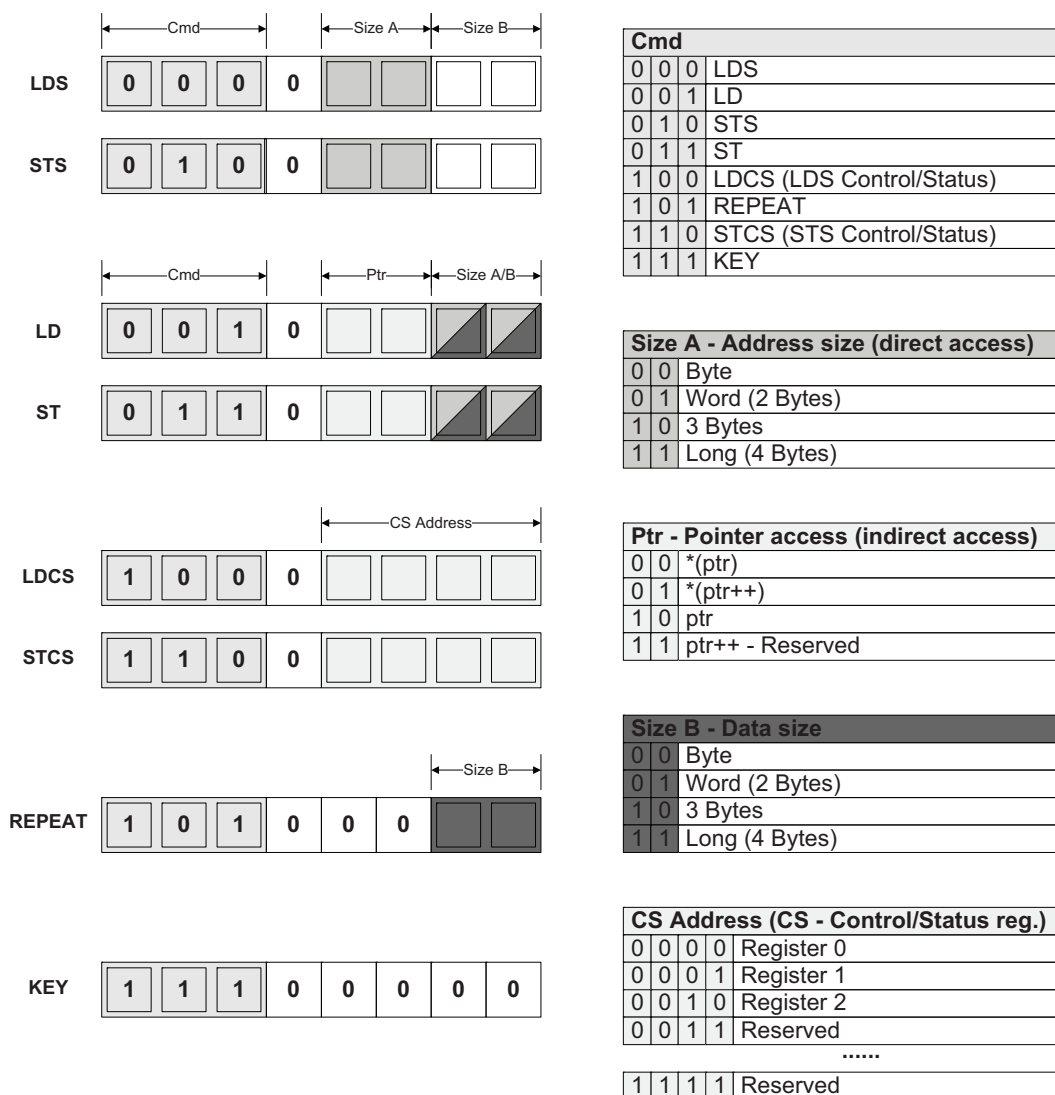 Cmd Size A Size B
LDS 0 0 0 0
STS 0 1 0 0
Cmd Ptr Size A/B
LD 0 0 1 0
ST 0 1 1 0
CS Address
LDCS 1 0 0 0
STCS 1 1 0 0
Size B
REPEAT 1 0 1 0 0 0
KEY 1 1 1 0 0 0 0 0
Cmd
0 0 0 LDS
0 0 1 LD
0 1 0 STS
0 1 1 ST
1 0 0 LDCS (LDS Control/Status)
1 0 1 REPEAT
1 1 0 STCS (STS Control/Status)
1 1 1 KEY
Size A - Address size (direct access)
0 0 Byte
0 1 Word (2 Bytes)
1 0 3 Bytes
1 1 Long (4 Bytes)
Ptr - Pointer access (indirect access)
0 0 *(ptr)
0 1 *(ptr++)
1 0 ptr
1 1 ptr++ - Reserved
Size B - Data size
0 0 Byte
0 1 Word (2 Bytes)
1 0 3 Bytes
1 1 Long (4 Bytes)
CS Address (CS - Control/Status reg.)
0 0 0 0 Register 0
0 0 0 1 Register 1
0 0 1 0 Register 2
0 0 1 1 Reserved
......
1 1 1 1 Reserved